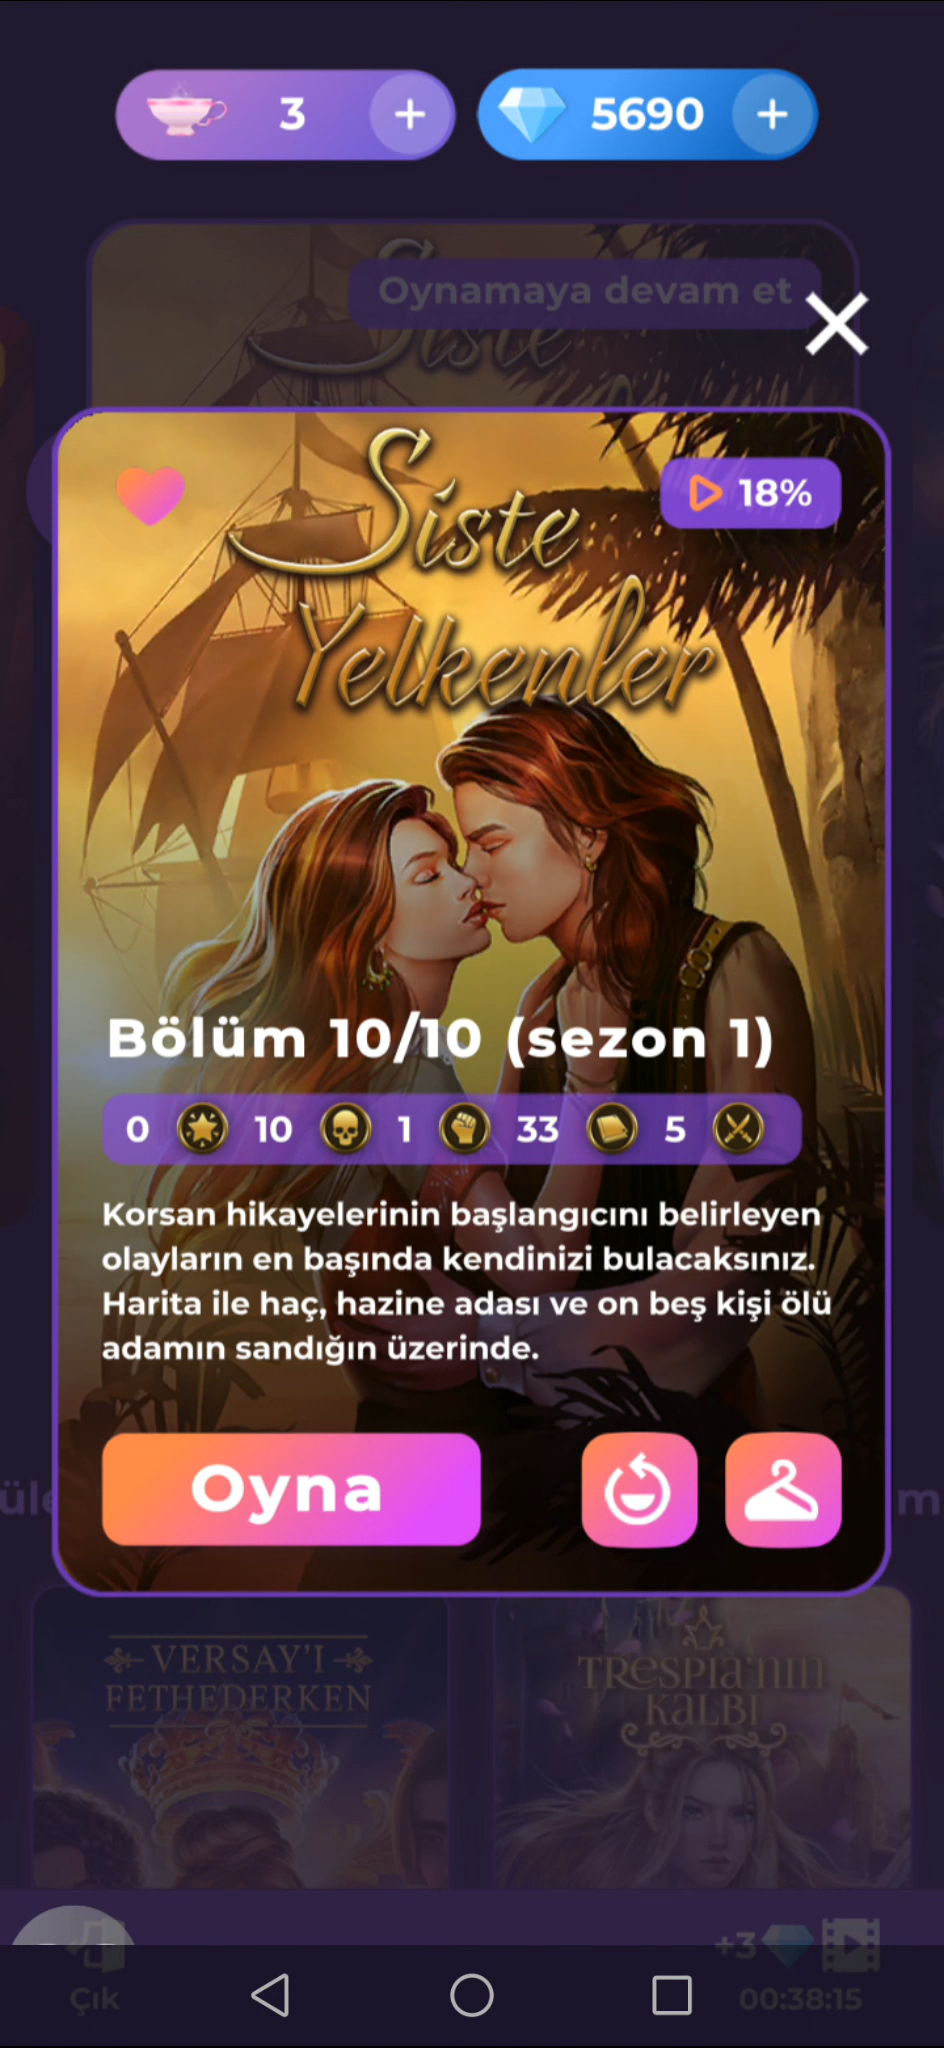 3 +
5690 +
Oynamaya devam et
Siste
Siste
Yelkenler
18%
Bölüm 10/10 (sezon 1)
0 10 1 33 5
Korsan hikayelerinin başlangıcını belirleyen
olayların en başında kendinizi bulacaksınız.
Harita ile haç, hazine adası ve on beş kişi ölü
adamın sandığın üzerinde.
Oyna
VERSAY'I
FETHEDERKEN
TRESPIA'NIN
KALBİ
Çık
+3
00:38:15